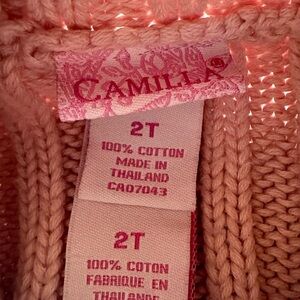 CAMILLA®
2T
100% COTTON
MADE IN
THAILAND
CA07043
2T
100% COTON
FABRIQUE EN
THAILANDE